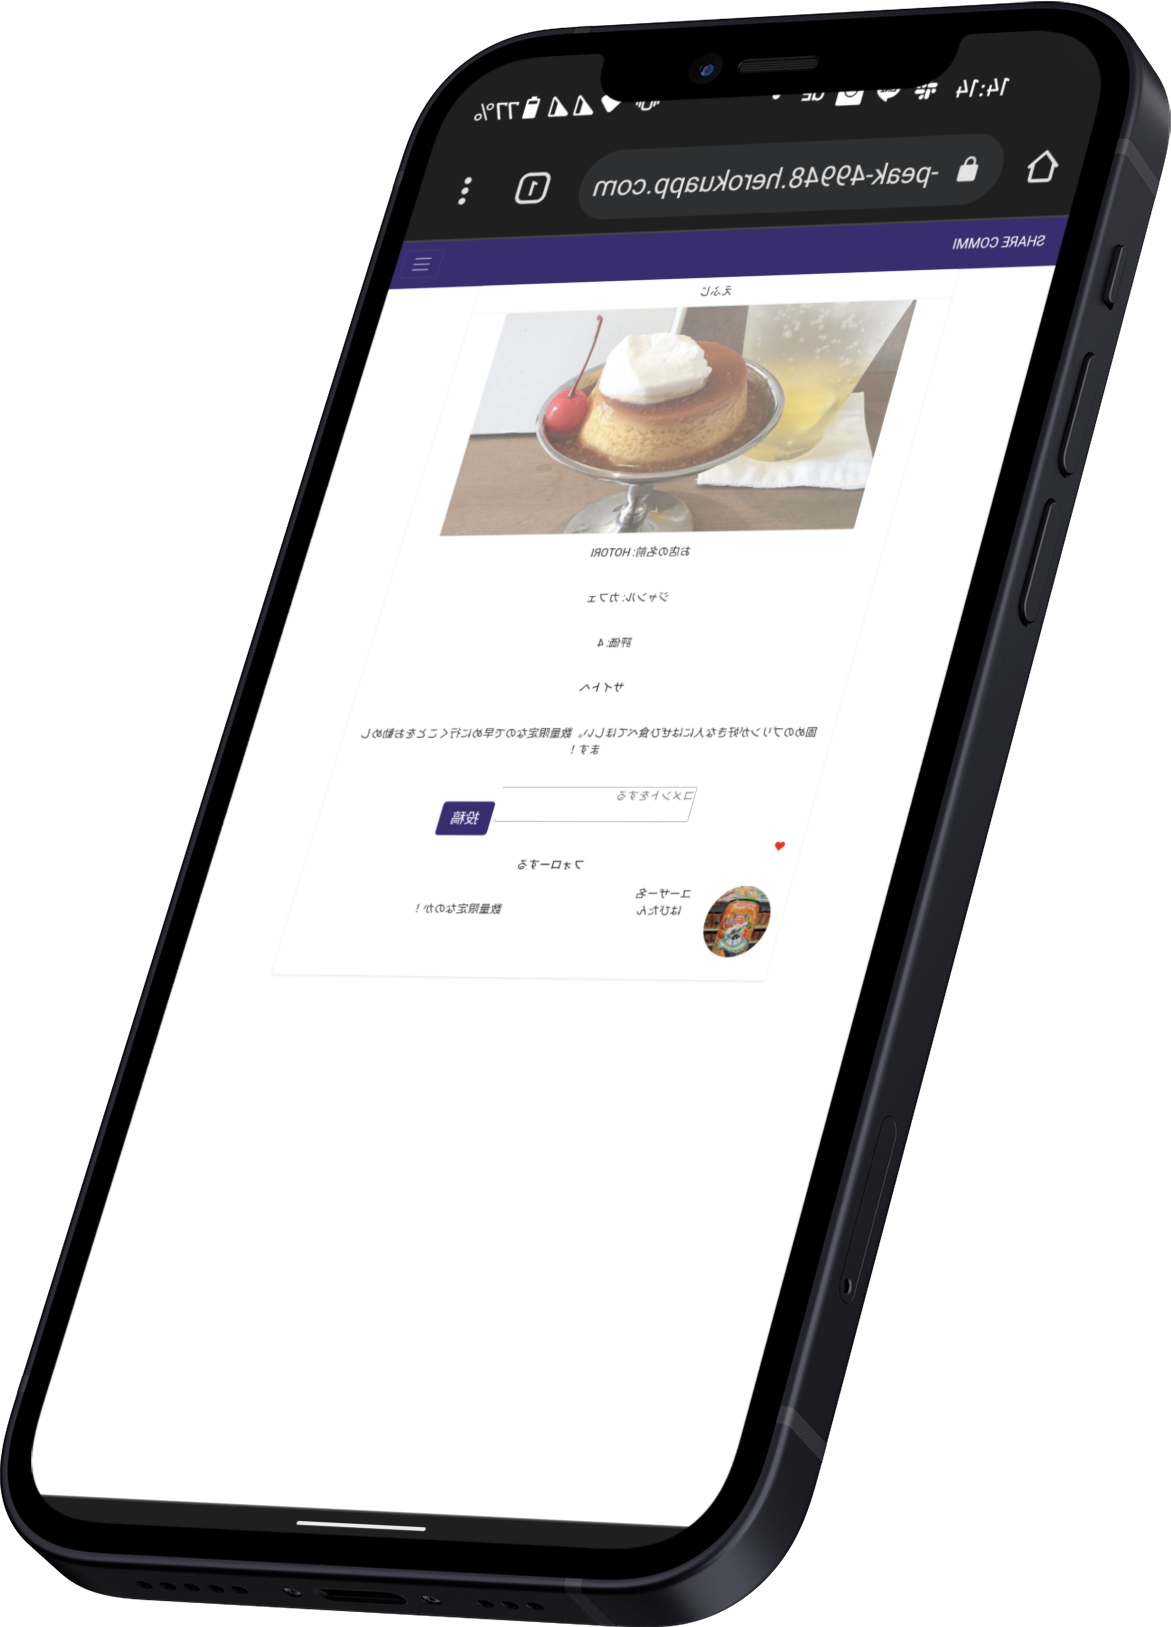 14:14
77%
-peak-49948.herokuapp.com
1
SHARE COMMI
えふじ
お店の名前: HOTORI
ジャンル: カフェ
評価: 4
サイトへ
固めのプリンが好きな人にはぜひ食べてほしい。数量限定なので早めに行くことをお勧めし
ます！
コメントをする
投稿
フォローする
ユーザー名
はぴたん
数量限定なのか！